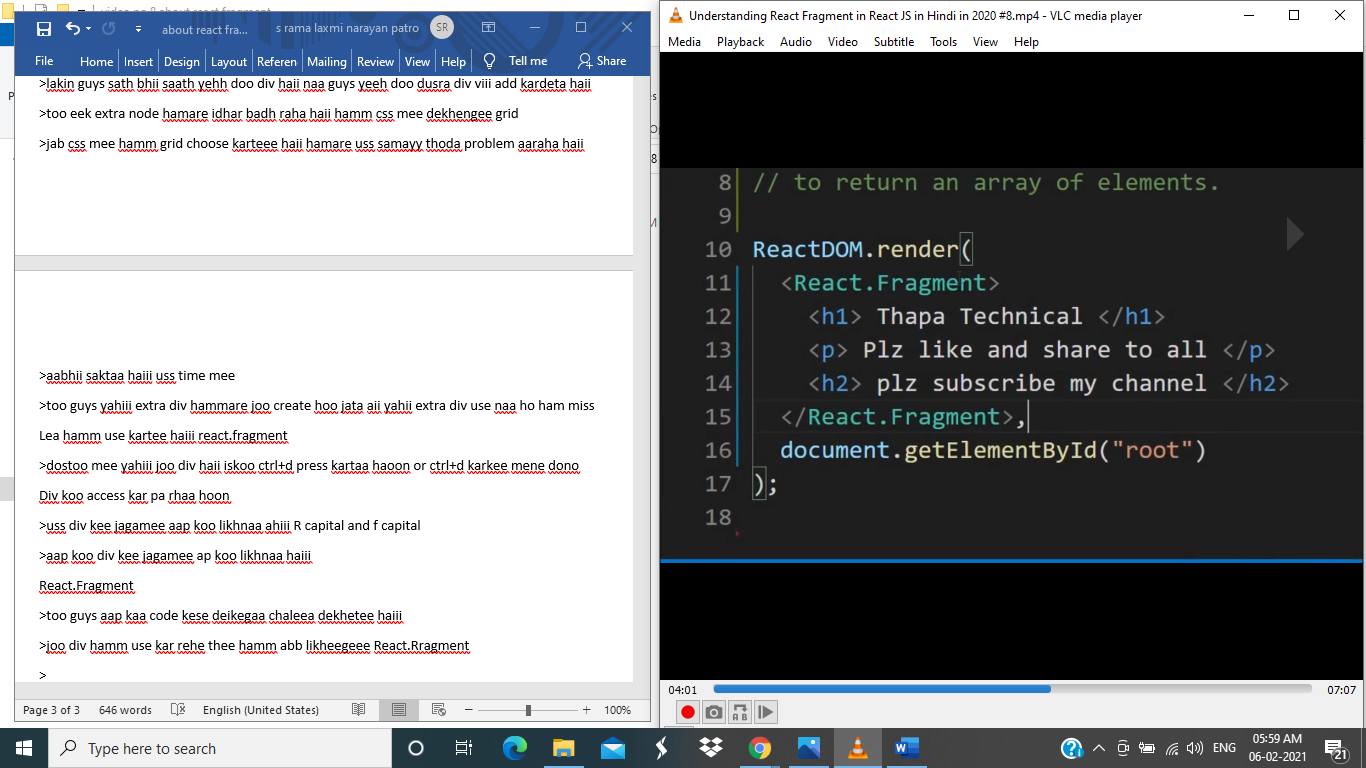 video no 8 about react fragment
about react fra...
s rama laxmi narayan patro
SR
File
Home
Insert
Design
Layout
Referen
Mailing
Review
View
Help
Tell me
Share
>lakin guys sath bhii saath yehh doo div haii naa guys yeeh doo dusra div viii add kardeta haii
>too eek extra node hamare idhar badh raha haii hamm css mee dekhengee grid
>jab css mee hamm grid choose karteee haii hamare uss samayy thoda problem aaraha haii
>aabhii saktaa haiii uss time mee
>too guys yahiii extra div hammare joo create hoo jata aii yahii extra div use naa ho ham miss
Lea hamm use kartee haiii react.fragment
>dostoo mee yahiii joo div haii iskoo ctrl+d press kartaa haoon or ctrl+d karkee mene dono
Div koo access kar pa rhaa hoon
>uss div kee jagamee aap koo likhnaa ahiii R capital and f capital
>aap koo div kee jagamee ap koo likhnaa haiii
React.Fragment
>too guys aap kaa code kese deikegaa chaleea dekhetee haiii
>joo div hamm use kar rehe thee hamm abb likheegeee React.Rragment
>
Page 3 of 3
646 words
English (United States)
100%
Understanding React Fragment in React JS in Hindi in 2020 #8.mp4 - VLC media player
Media
Playback
Audio
Video
Subtitle
Tools
View
Help
8 // to return an array of elements.
9
10 ReactDOM.render(
11 <React.Fragment>
12 <h1> Thapa Technical </h1>
13 <p> Plz like and share to all </p>
14 <h2> plz subscribe my channel </h2>
15 </React.Fragment>,
16 document.getElementById("root")
17 );
18
04:01
07:07
Type here to search
ENG
05:59 AM
06-02-2021
21